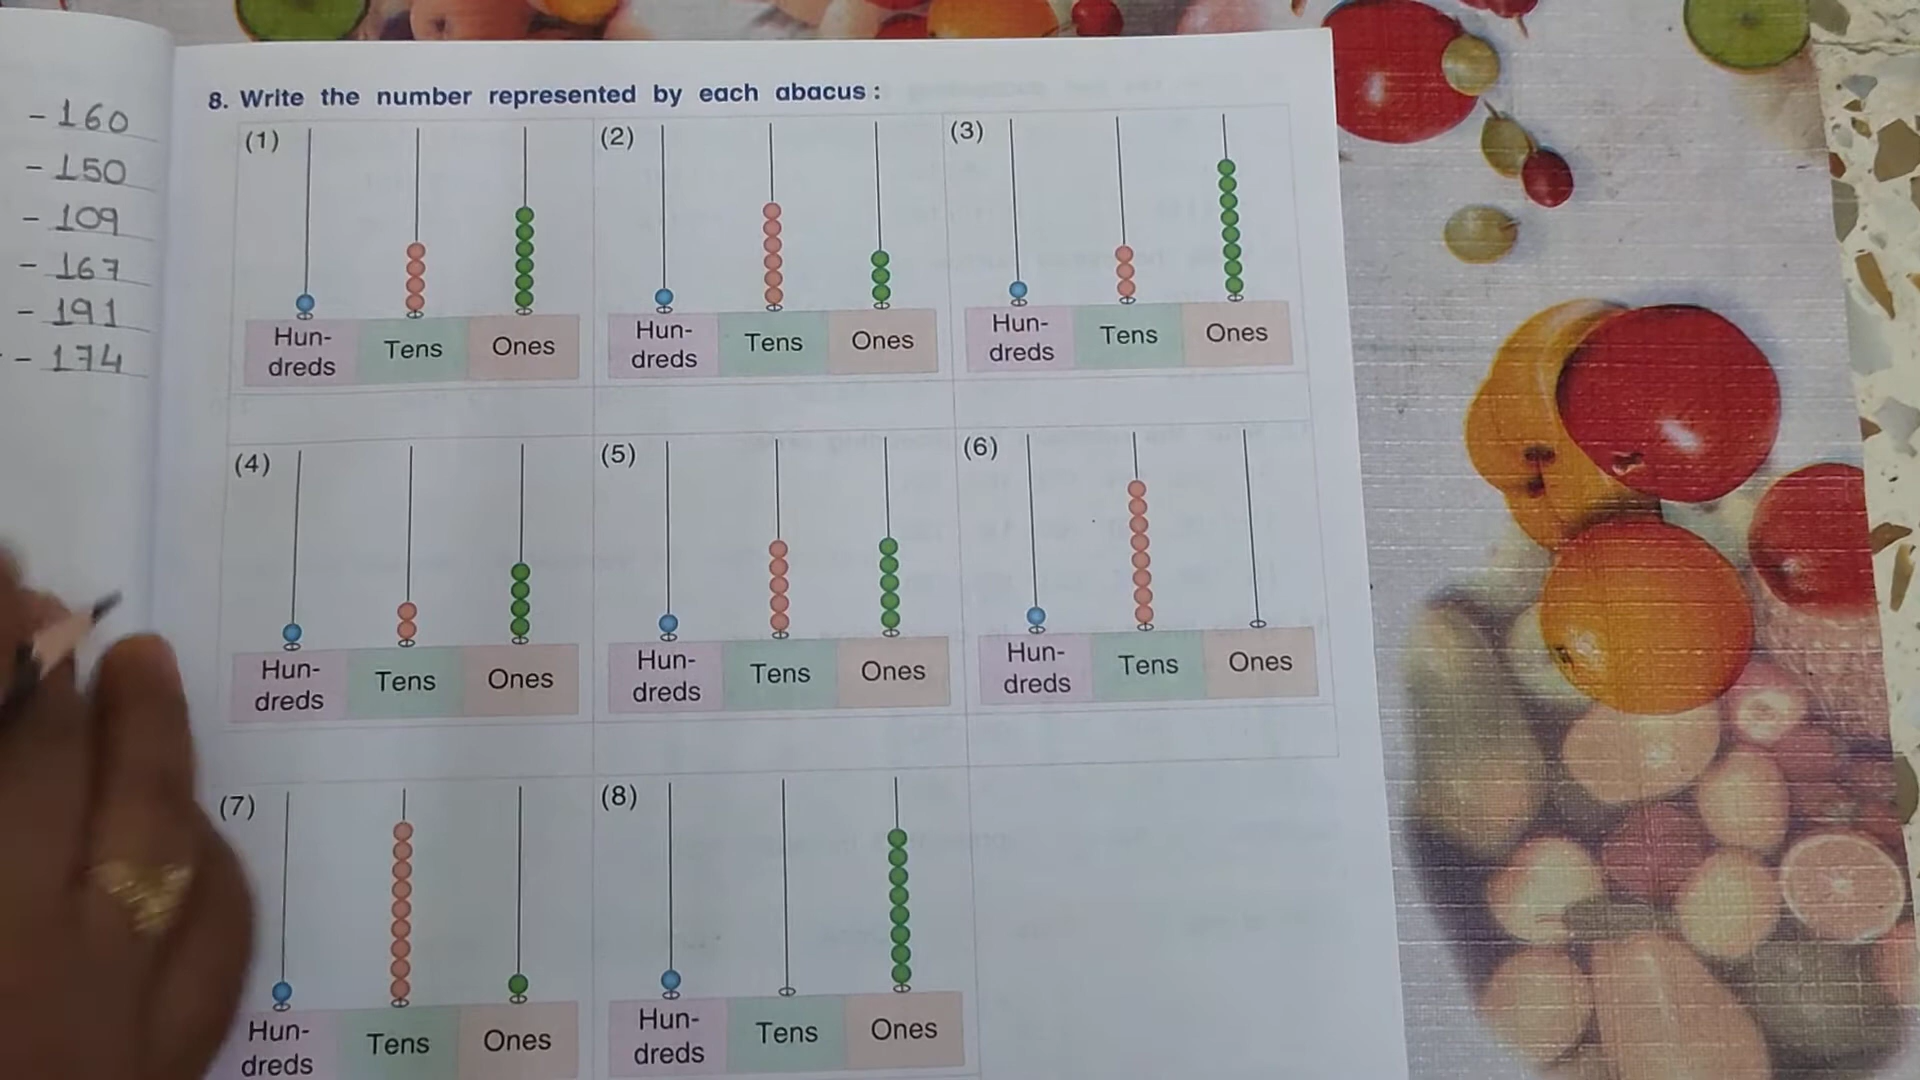 - 160
- 150
- 109
- 167
- 191
- 174
8. Write the number represented by each abacus :
(1) (2) (3)
Hun-
dreds Tens Ones
Hun-
dreds Tens Ones
Hun-
dreds Tens Ones
(4) (5) (6)
Hun-
dreds Tens Ones
Hun-
dreds Tens Ones
Hun-
dreds Tens Ones
(7) (8)
Hun-
dreds Tens Ones
Hun-
dreds Tens Ones